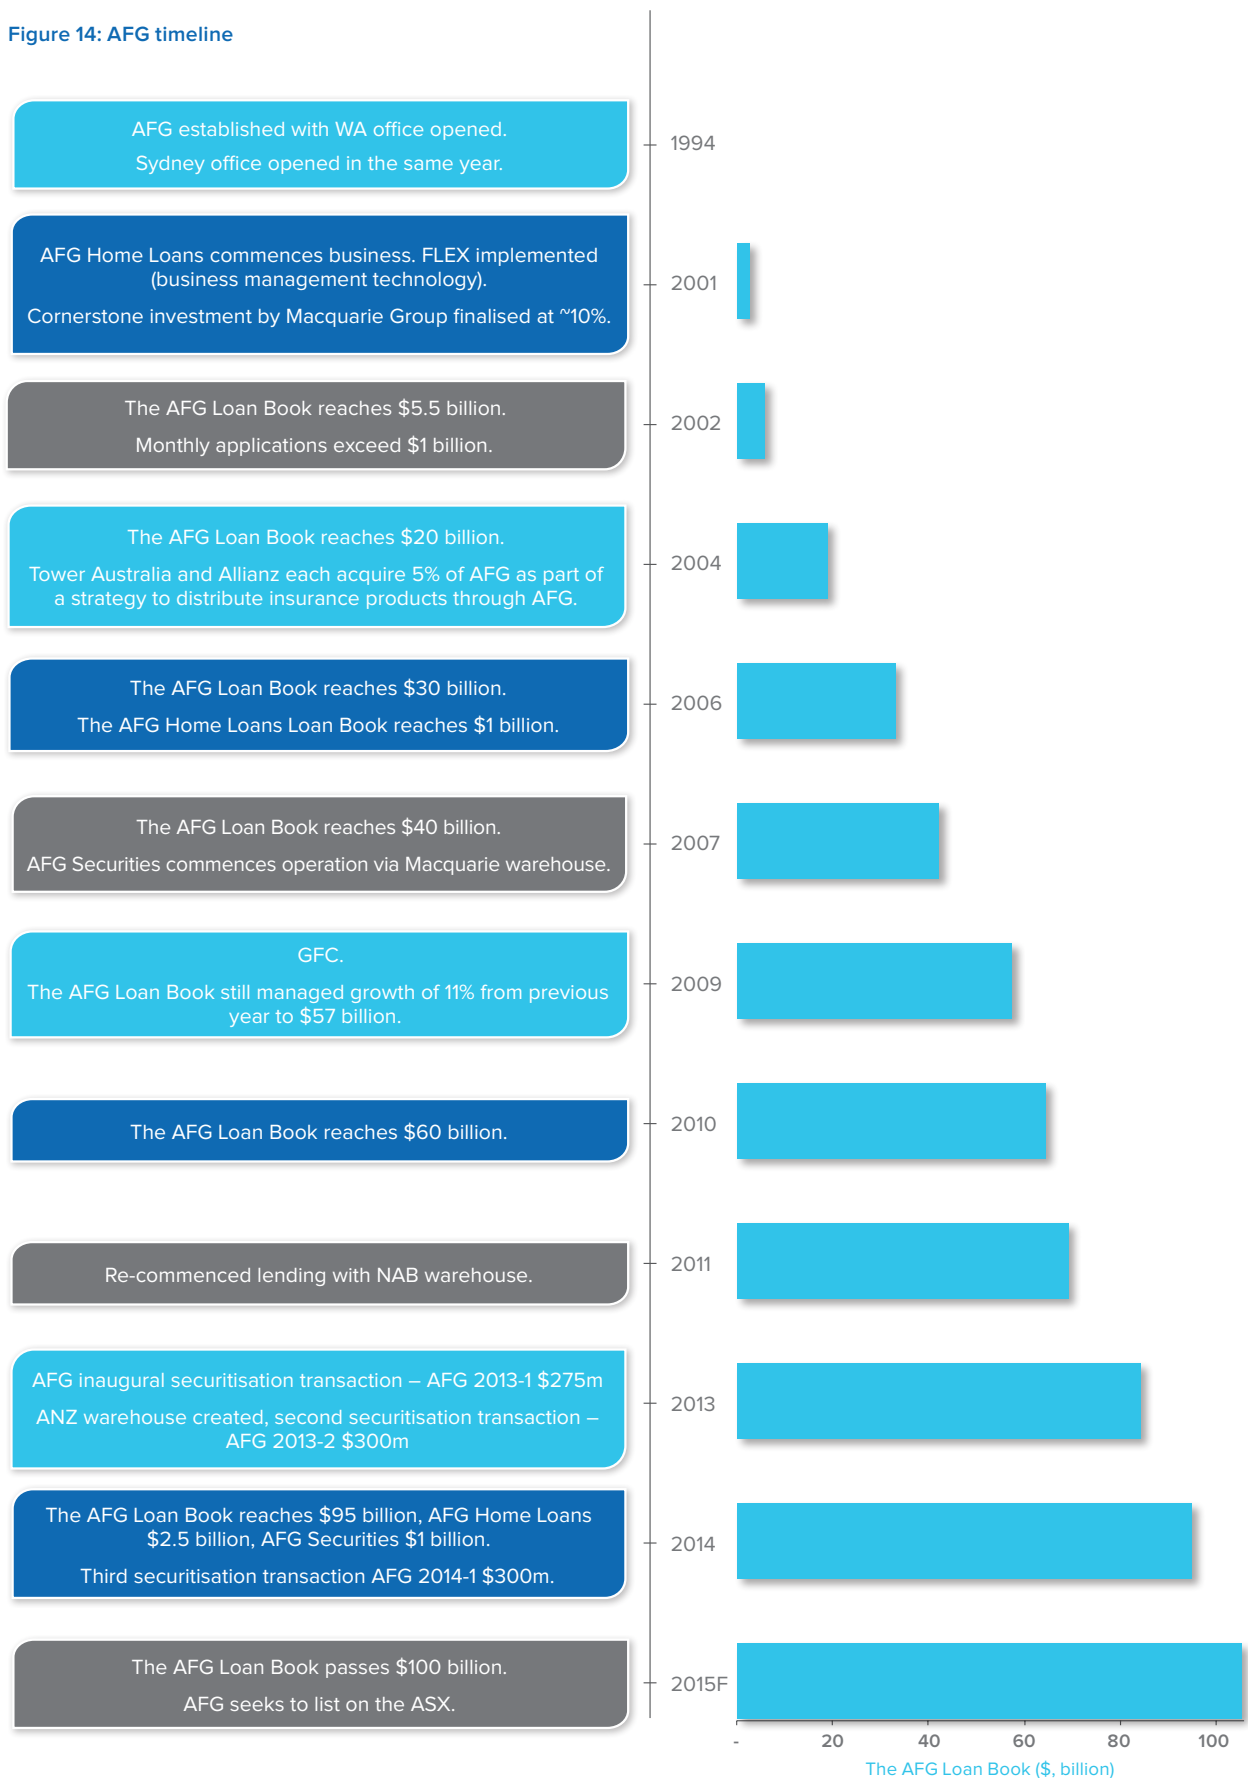 Figure 14: AFG timeline
AFG established with WA office opened.
Sydney office opened in the same year.
1994
AFG Home Loans commences business. FLEX implemented
(business management technology).
Cornerstone investment by Macquarie Group finalised at ~10%.
2001
The AFG Loan Book reaches $5.5 billion.
Monthly applications exceed $1 billion.
2002
The AFG Loan Book reaches $20 billion.
Tower Australia and Allianz each acquire 5% of AFG as part of
a strategy to distribute insurance products through AFG.
2004
The AFG Loan Book reaches $30 billion.
The AFG Home Loans Loan Book reaches $1 billion.
2006
The AFG Loan Book reaches $40 billion.
AFG Securities commences operation via Macquarie warehouse.
2007
GFC.
The AFG Loan Book still managed growth of 11% from previous
year to $57 billion.
2009
The AFG Loan Book reaches $60 billion.
2010
Re-commenced lending with NAB warehouse.
2011
AFG inaugural securitisation transaction – AFG 2013-1 $275m
ANZ warehouse created, second securitisation transaction –
AFG 2013-2 $300m
2013
The AFG Loan Book reaches $95 billion, AFG Home Loans
$2.5 billion, AFG Securities $1 billion.
Third securitisation transaction AFG 2014-1 $300m.
2014
The AFG Loan Book passes $100 billion.
AFG seeks to list on the ASX.
2015F
- 20 40 60 80 100
The AFG Loan Book ($, billion)